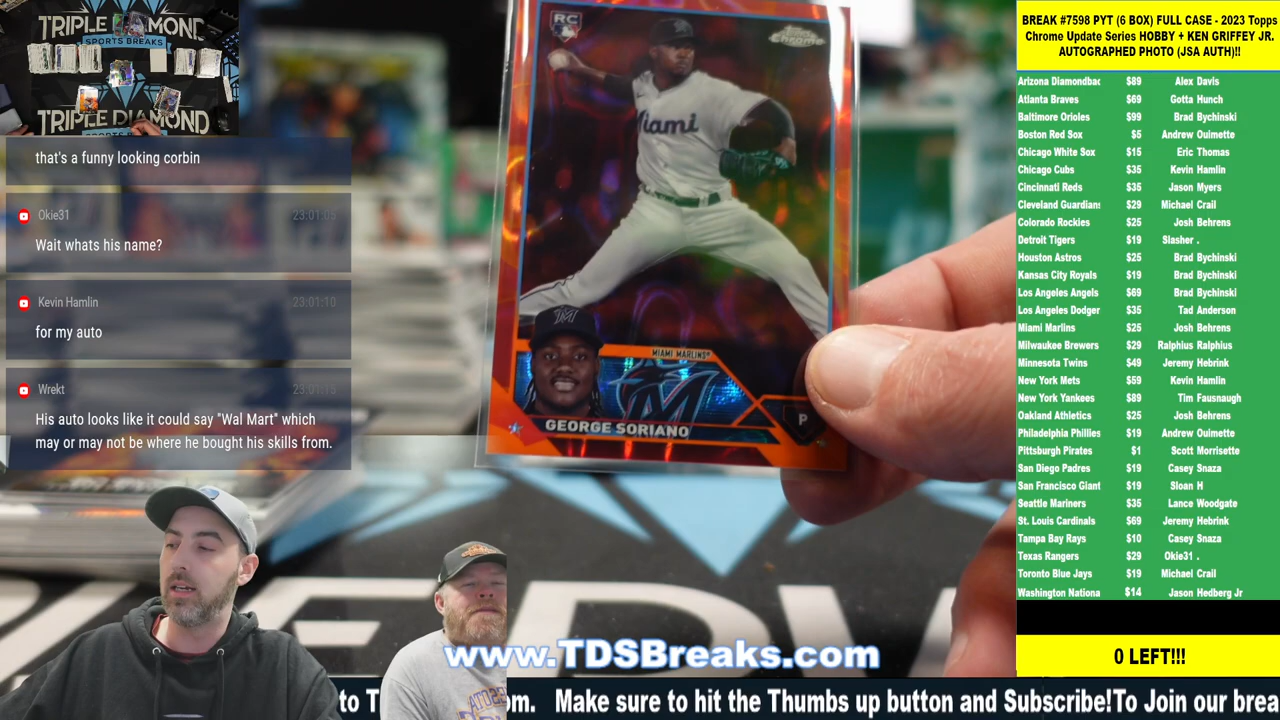 TRIPLE DIAMOND
SPORTS BREAKS
TRIPLE DIAMOND
that's a funny looking corbin
Okie31 23:01:05
Wait whats his name?
Kevin Hamlin 23:01:10
for my auto
Wrekt 23:01:15
His auto looks like it could say "Wal Mart" which
may or may not be where he bought his skills from.
RC
Topps Chrome
Miami
MIAMI MARLINS
GEORGE SORIANO
P
BREAK #7598 PYT (6 BOX) FULL CASE - 2023 Topps
Chrome Update Series HOBBY + KEN GRIFFEY JR.
AUTOGRAPHED PHOTO (JSA AUTH)!!
Arizona Diamondbac $89 Alex Davis
Atlanta Braves $69 Gotta Hunch
Baltimore Orioles $99 Brad Bychinski
Boston Red Sox $5 Andrew Ouimette
Chicago White Sox $15 Eric Thomas
Chicago Cubs $35 Kevin Hamlin
Cincinnati Reds $35 Jason Myers
Cleveland Guardians $29 Michael Crail
Colorado Rockies $25 Josh Behrens
Detroit Tigers $19 Slasher .
Houston Astros $25 Brad Bychinski
Kansas City Royals $19 Brad Bychinski
Los Angeles Angels $69 Brad Bychinski
Los Angeles Dodger $35 Tad Anderson
Miami Marlins $25 Josh Behrens
Milwaukee Brewers $29 Ralphius Ralphius
Minnesota Twins $49 Jeremy Hebrink
New York Mets $59 Kevin Hamlin
New York Yankees $89 Tim Fausnaugh
Oakland Athletics $25 Josh Behrens
Philadelphia Phillies $19 Andrew Ouimette
Pittsburgh Pirates $1 Scott Morrisette
San Diego Padres $19 Casey Snaza
San Francisco Giant $19 Sloan H
Seattle Mariners $35 Lance Woodgate
St. Louis Cardinals $69 Jeremy Hebrink
Tampa Bay Rays $10 Casey Snaza
Texas Rangers $29 Okie31 .
Toronto Blue Jays $19 Michael Crail
Washington Nationa $14 Jason Hedberg Jr
0 LEFT!!!
www.TDSBreaks.com
to T om. Make sure to hit the Thumbs up button and Subscribe!To Join our brea